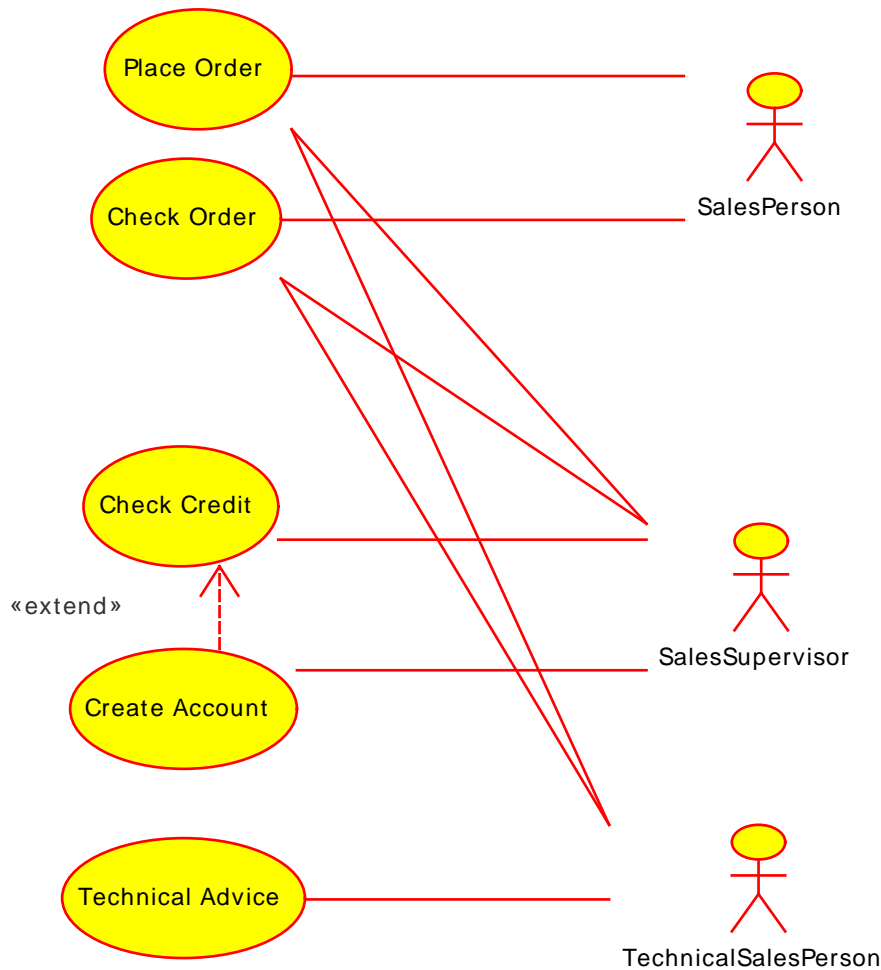 Place Order
SalesPerson
Check Order
Check Credit
«extend»
SalesSupervisor
Create Account
Technical Advice
TechnicalSalesPerson